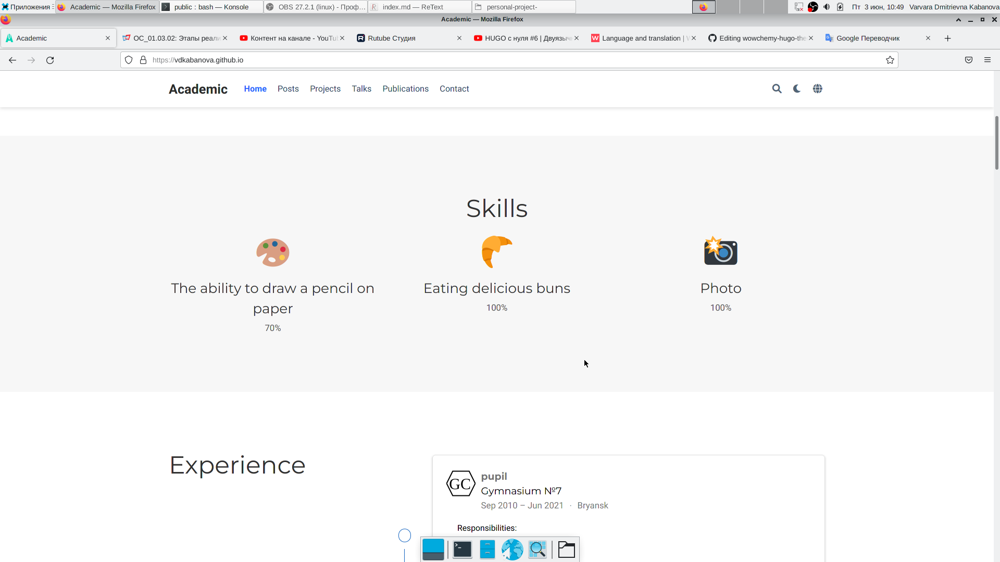 Приложения
Academic — Mozilla Firefox
public : bash — Konsole
OBS 27.2.1 (linux) - Проф...
index.md — ReText
personal-project-
Пт 3 июн, 10:49
Varvara Dmitrievna Kabanova
Academic — Mozilla Firefox
Academic
ОС_01.03.02: Этапы реали
Контент на канале - YouTu
Rutube Студия
HUGO с нуля #6 | Двуязыч
Language and translation |
Editing wowchemy-hugo-the
Google Переводчик
https://vdkabanova.github.io
Academic
Home
Posts
Projects
Talks
Publications
Contact
Skills
The ability to draw a pencil on
paper
70%
Eating delicious buns
100%
Photo
100%
Experience
GC
pupil
Gymnasium №7
Sep 2010 – Jun 2021 · Bryansk
Responsibilities: